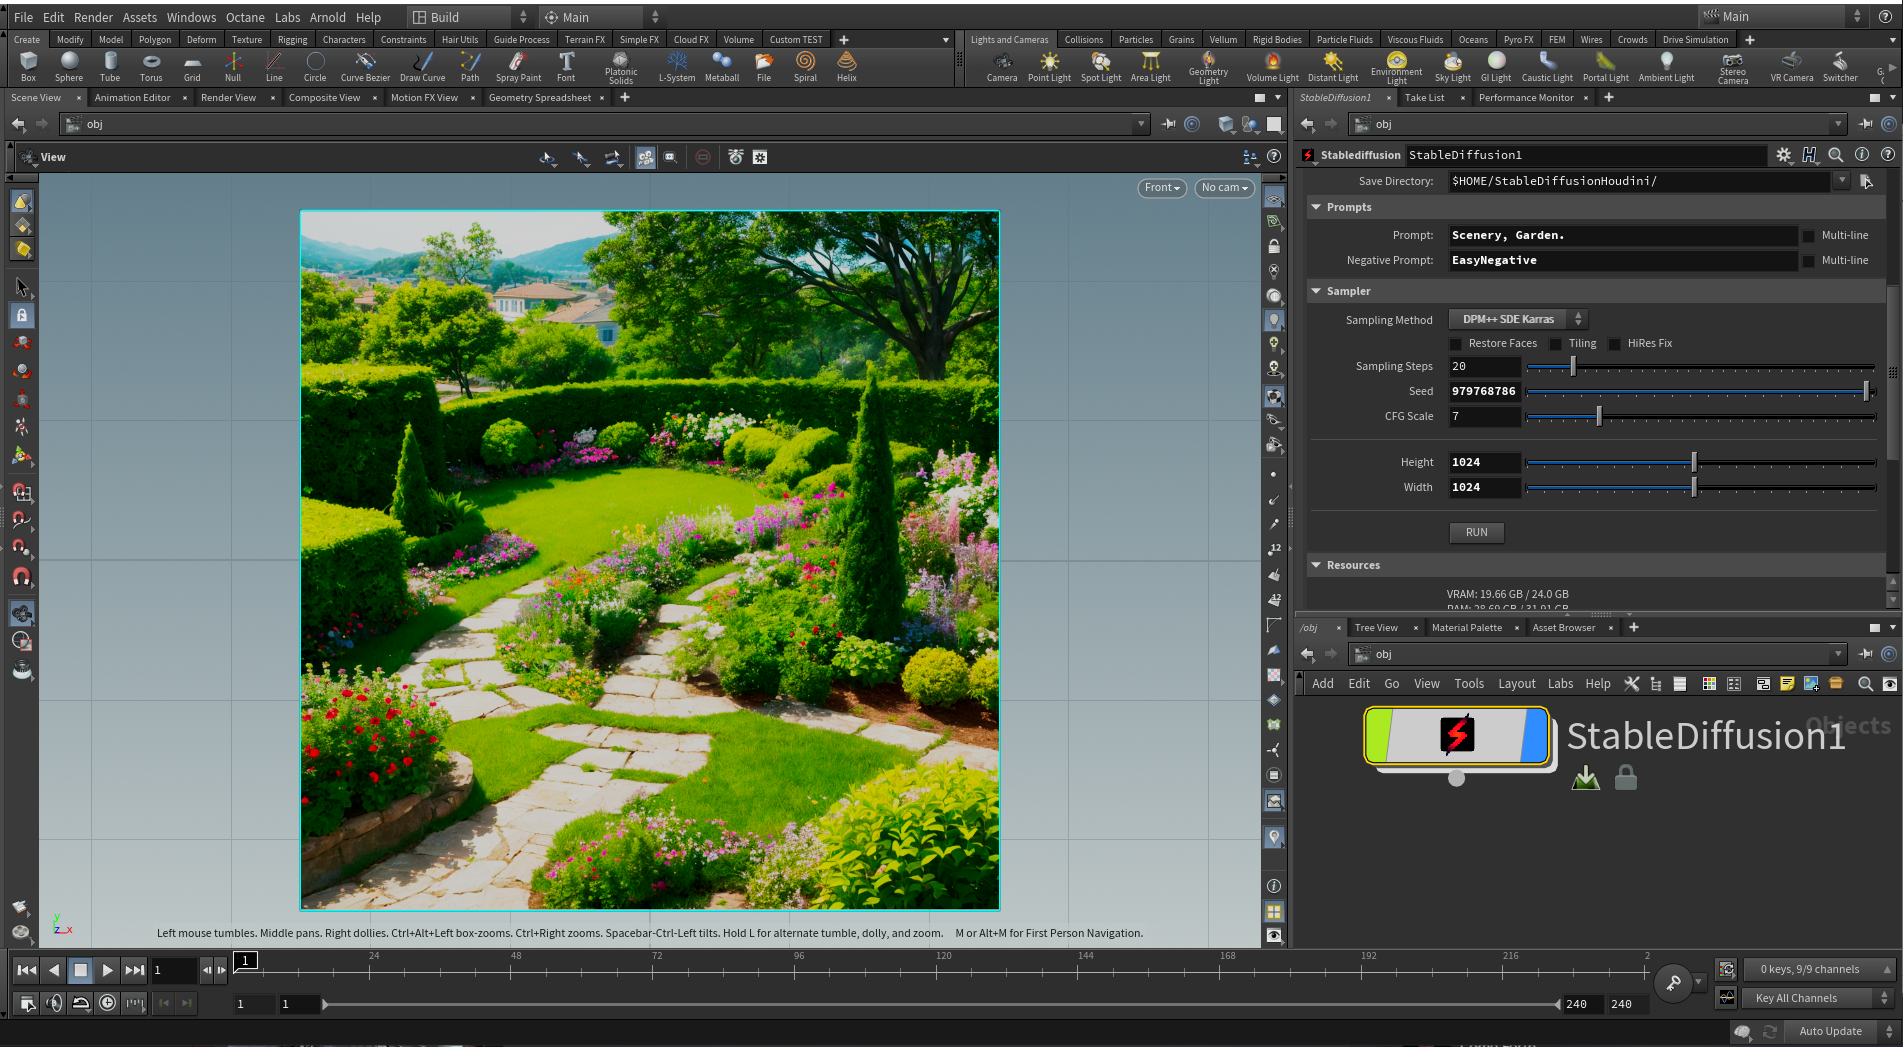 File Edit Render Assets Windows Octane Labs Arnold Help Build Main Main
Create Modify Model Polygon Deform Texture Rigging Characters Constraints Hair Utils Guide Process Terrain FX Simple FX Cloud FX Volume Custom TEST
Lights and Cameras Collisions Particles Grains Vellum Rigid Bodies Particle Fluids Viscous Fluids Oceans Pyro FX FEM Wires Crowds Drive Simulation
Box Sphere Tube Torus Grid Null Line Circle Curve Bezier Draw Curve Path Spray Paint Font Platonic Solids L-System Metaball File Spiral Helix
Camera Point Light Spot Light Area Light Geometry Light Volume Light Distant Light Environment Light Sky Light GI Light Caustic Light Portal Light Ambient Light Stereo Camera VR Camera Switcher
Scene View Animation Editor Render View Composite View Motion FX View Geometry Spreadsheet
StableDiffusion1 Take List Performance Monitor
obj
obj
View
Stablediffusion StableDiffusion1
Front No cam
Save Directory: $HOME/StableDiffusionHoudini/
Prompts
Prompt: Scenery, Garden. Multi-line
Negative Prompt: EasyNegative Multi-line
Sampler
Sampling Method DPM++ SDE Karras
Restore Faces Tiling HiRes Fix
Sampling Steps 20
Seed 979768786
CFG Scale 7
Height 1024
Width 1024
RUN
Resources
VRAM: 19.66 GB / 24.0 GB
RAM: 28.69 GB / 31.91 GB
/obj Tree View Material Palette Asset Browser
obj
Add Edit Go View Tools Layout Labs Help
Objects
StableDiffusion1
12
12
y
z x
Left mouse tumbles. Middle pans. Right dollies. Ctrl+Alt+Left box-zooms. Ctrl+Right zooms. Spacebar-Ctrl-Left tilts. Hold L for alternate tumble, dolly, and zoom. M or Alt+M for First Person Navigation.
1 1 24 48 72 96 120 144 168 192 216 2
0 keys, 9/9 channels
1 1 240 240
Key All Channels
Auto Update